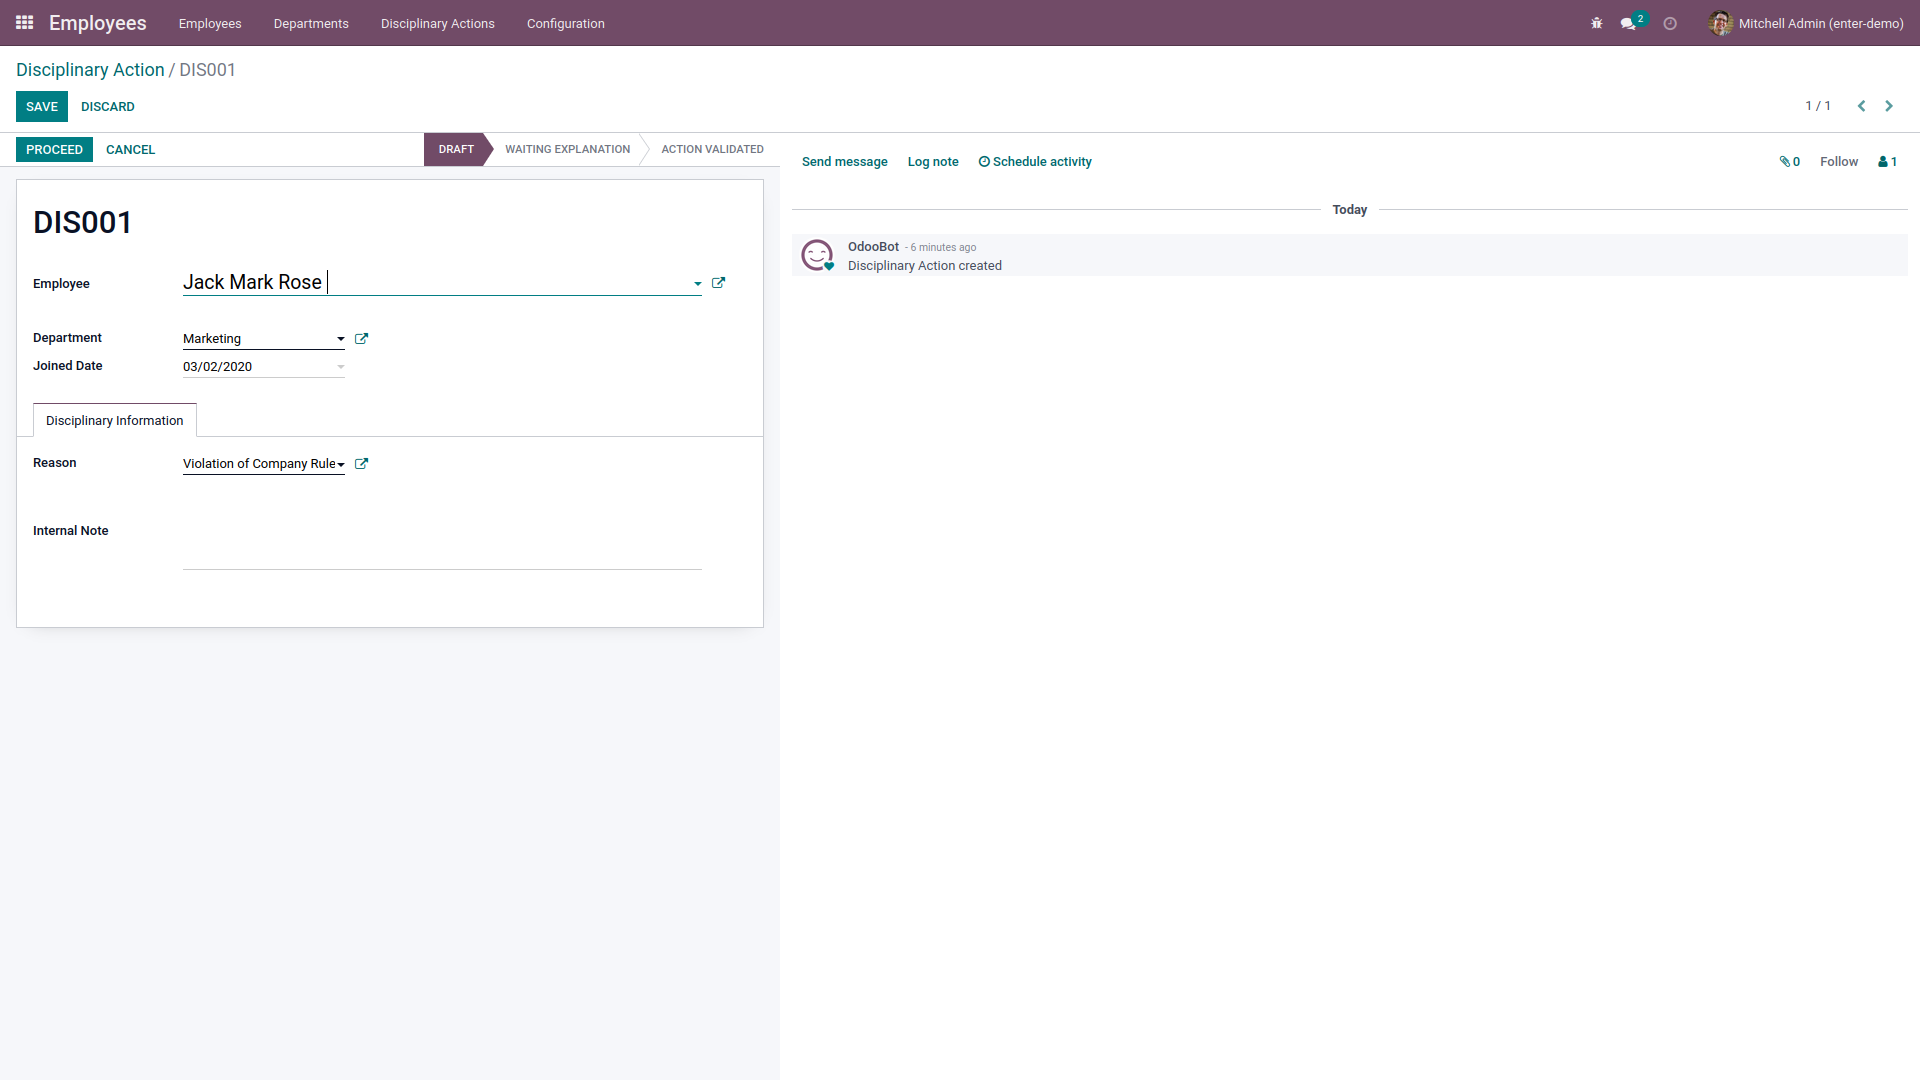 Employees Employees Departments Disciplinary Actions Configuration 2 Mitchell Admin (enter-demo)
Disciplinary Action / DIS001
SAVE DISCARD 1 / 1
PROCEED CANCEL DRAFT WAITING EXPLANATION ACTION VALIDATED
Send message Log note Schedule activity 0 Follow 1
DIS001
Employee Jack Mark Rose
Department Marketing
Joined Date 03/02/2020
Disciplinary Information
Reason Violation of Company Rule
Internal Note
Today
OdooBot - 6 minutes ago
Disciplinary Action created